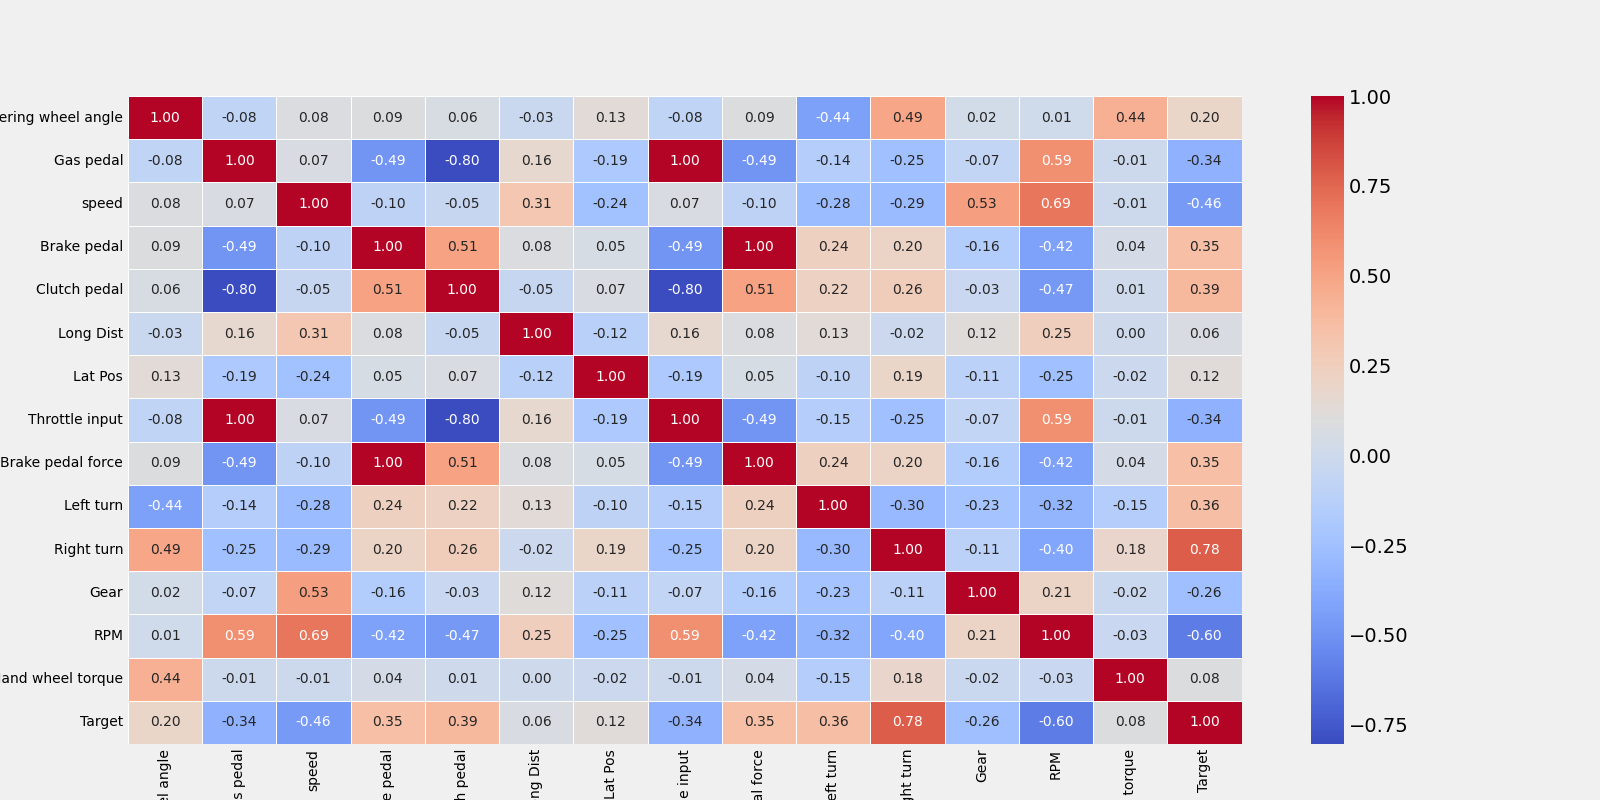 ering wheel angle 1.00 -0.08 0.08 0.09 0.06 -0.03 0.13 -0.08 0.09 -0.44 0.49 0.02 0.01 0.44 0.20
Gas pedal -0.08 1.00 0.07 -0.49 -0.80 0.16 -0.19 1.00 -0.49 -0.14 -0.25 -0.07 0.59 -0.01 -0.34
speed 0.08 0.07 1.00 -0.10 -0.05 0.31 -0.24 0.07 -0.10 -0.28 -0.29 0.53 0.69 -0.01 -0.46
Brake pedal 0.09 -0.49 -0.10 1.00 0.51 0.08 0.05 -0.49 1.00 0.24 0.20 -0.16 -0.42 0.04 0.35
Clutch pedal 0.06 -0.80 -0.05 0.51 1.00 -0.05 0.07 -0.80 0.51 0.22 0.26 -0.03 -0.47 0.01 0.39
Long Dist -0.03 0.16 0.31 0.08 -0.05 1.00 -0.12 0.16 0.08 0.13 -0.02 0.12 0.25 0.00 0.06
Lat Pos 0.13 -0.19 -0.24 0.05 0.07 -0.12 1.00 -0.19 0.05 -0.10 0.19 -0.11 -0.25 -0.02 0.12
Throttle input -0.08 1.00 0.07 -0.49 -0.80 0.16 -0.19 1.00 -0.49 -0.15 -0.25 -0.07 0.59 -0.01 -0.34
Brake pedal force 0.09 -0.49 -0.10 1.00 0.51 0.08 0.05 -0.49 1.00 0.24 0.20 -0.16 -0.42 0.04 0.35
Left turn -0.44 -0.14 -0.28 0.24 0.22 0.13 -0.10 -0.15 0.24 1.00 -0.30 -0.23 -0.32 -0.15 0.36
Right turn 0.49 -0.25 -0.29 0.20 0.26 -0.02 0.19 -0.25 0.20 -0.30 1.00 -0.11 -0.40 0.18 0.78
Gear 0.02 -0.07 0.53 -0.16 -0.03 0.12 -0.11 -0.07 -0.16 -0.23 -0.11 1.00 0.21 -0.02 -0.26
RPM 0.01 0.59 0.69 -0.42 -0.47 0.25 -0.25 0.59 -0.42 -0.32 -0.40 0.21 1.00 -0.03 -0.60
and wheel torque 0.44 -0.01 -0.01 0.04 0.01 0.00 -0.02 -0.01 0.04 -0.15 0.18 -0.02 -0.03 1.00 0.08
Target 0.20 -0.34 -0.46 0.35 0.39 0.06 0.12 -0.34 0.35 0.36 0.78 -0.26 -0.60 0.08 1.00
el angle
s pedal
speed
e pedal
h pedal
ng Dist
Lat Pos
e input
al force
eft turn
ght turn
Gear
RPM
torque
Target
1.00
0.75
0.50
0.25
0.00
−0.25
−0.50
−0.75